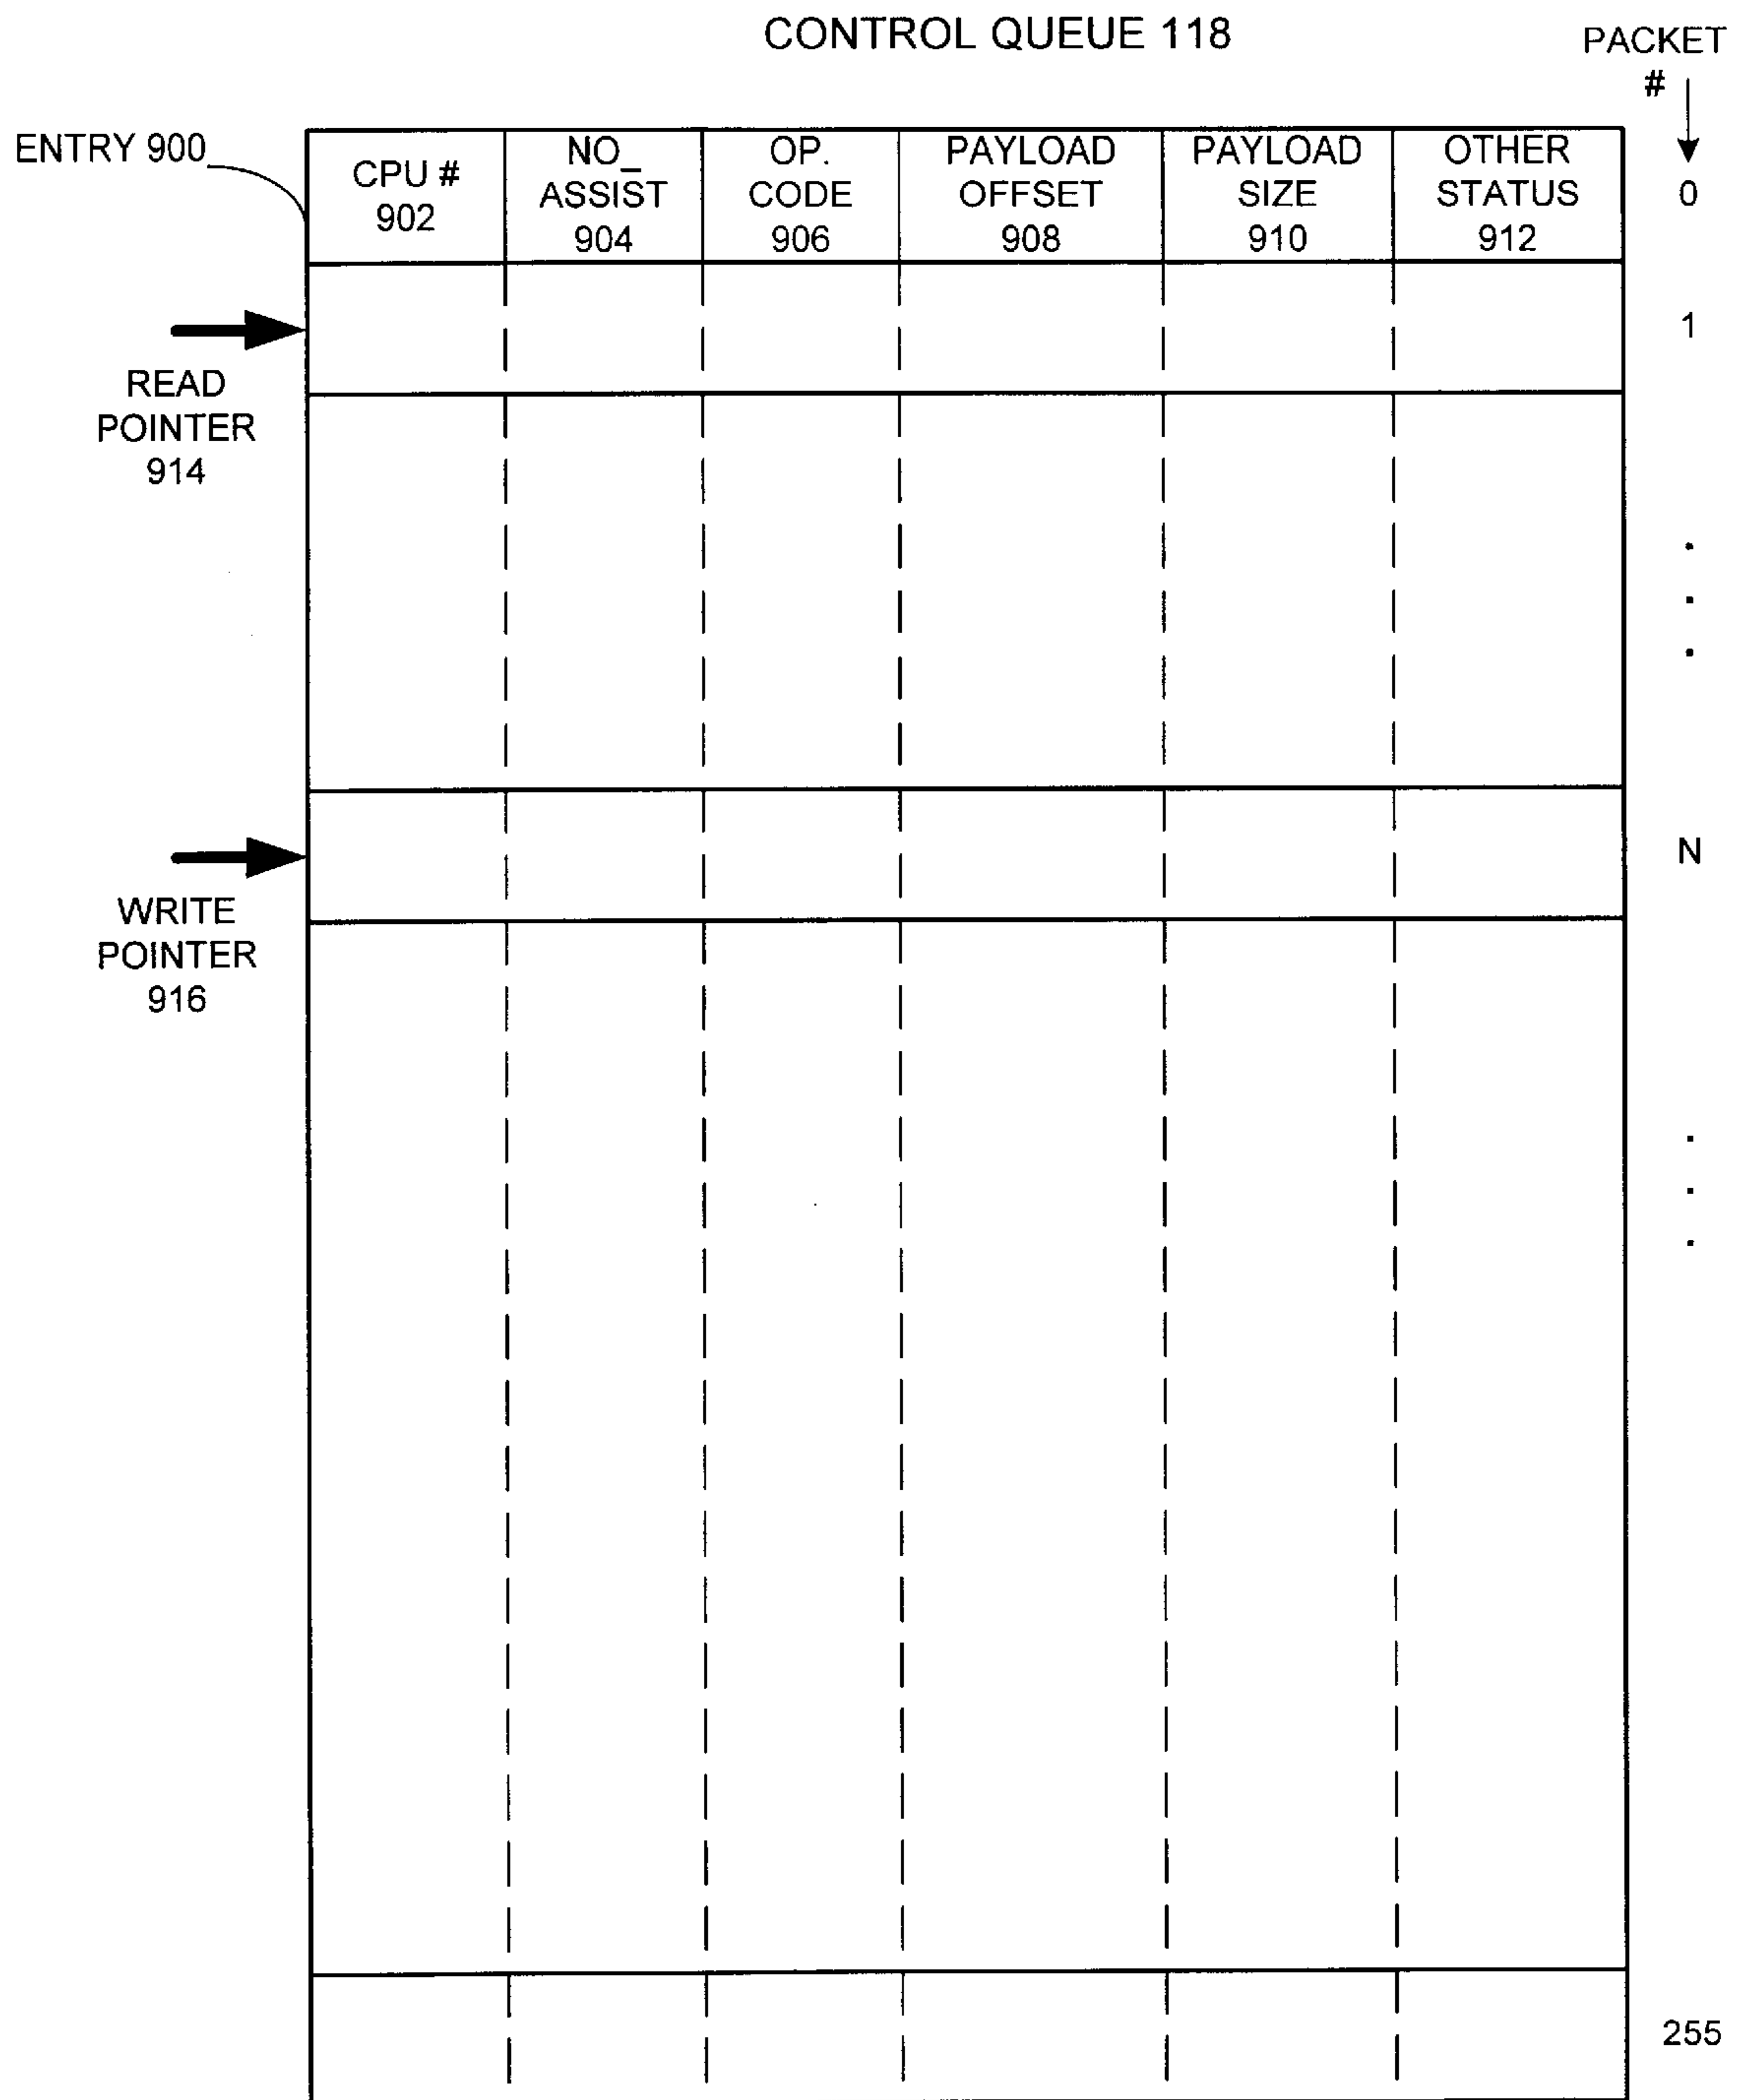 CONTROL QUEUE 118
PACKET
#
ENTRY 900
CPU #
902
NO_
ASSIST
904
OP.
CODE
906
PAYLOAD
OFFSET
908
PAYLOAD
SIZE
910
OTHER
STATUS
912
0
1
READ
POINTER
914
.
.
.
N
WRITE
POINTER
916
.
.
.
255